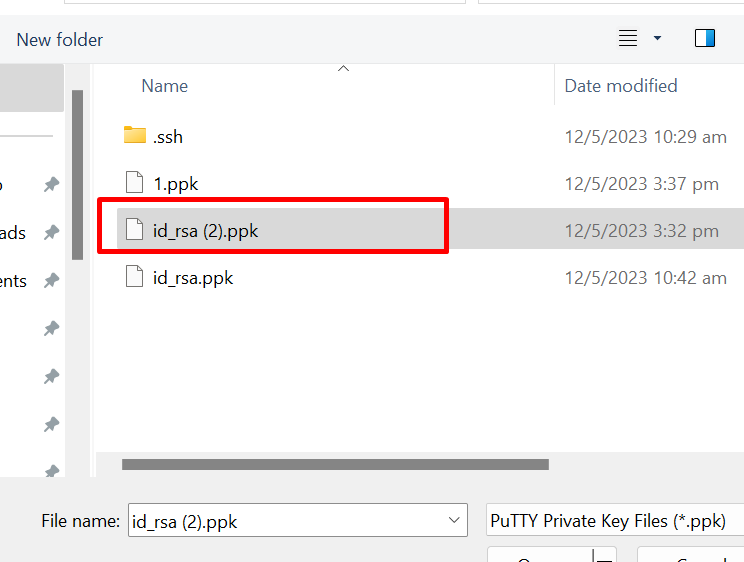 New folder
Name Date modified
.ssh 12/5/2023 10:29 am
1.ppk 12/5/2023 3:37 pm
ads id_rsa (2).ppk 12/5/2023 3:32 pm
ents id_rsa.ppk 12/5/2023 10:42 am
File name: id_rsa (2).ppk PuTTY Private Key Files (*.ppk)